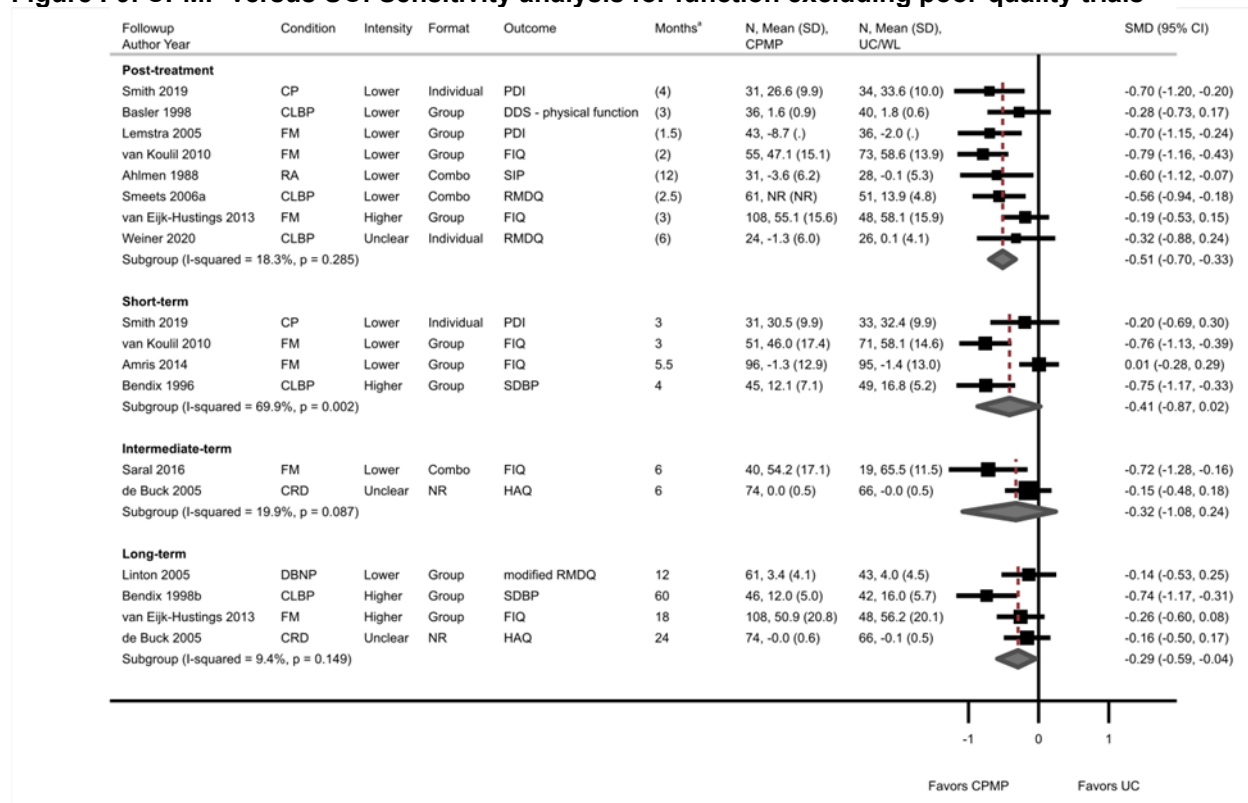 Followup Condition Intensity Format Outcome Months^a N, Mean (SD), N, Mean (SD), SMD (95% CI)
Author Year CPMP UC/WL
Post-treatment
Smith 2019 CP Lower Individual PDI (4) 31, 26.6 (9.9) 34, 33.6 (10.0) -0.70 (-1.20, -0.20)
Basler 1998 CLBP Lower Group DDS - physical function (3) 36, 1.6 (0.9) 40, 1.8 (0.6) -0.28 (-0.73, 0.17)
Lemstra 2005 FM Lower Group PDI (1.5) 43, -8.7 (.) 36, -2.0 (.) -0.70 (-1.15, -0.24)
van Koulil 2010 FM Lower Group FIQ (2) 55, 47.1 (15.1) 73, 58.6 (13.9) -0.79 (-1.16, -0.43)
Ahlmen 1988 RA Lower Combo SIP (12) 31, -3.6 (6.2) 28, -0.1 (5.3) -0.60 (-1.12, -0.07)
Smeets 2006a CLBP Lower Combo RMDQ (2.5) 61, NR (NR) 51, 13.9 (4.8) -0.56 (-0.94, -0.18)
van Eijk-Hustings 2013 FM Higher Group FIQ (3) 108, 55.1 (15.6) 48, 58.1 (15.9) -0.19 (-0.53, 0.15)
Weiner 2020 CLBP Unclear Individual RMDQ (6) 24, -1.3 (6.0) 26, 0.1 (4.1) -0.32 (-0.88, 0.24)
Subgroup (I-squared = 18.3%, p = 0.285) -0.51 (-0.70, -0.33)
Short-term
Smith 2019 CP Lower Individual PDI 3 31, 30.5 (9.9) 33, 32.4 (9.9) -0.20 (-0.69, 0.30)
van Koulil 2010 FM Lower Group FIQ 3 51, 46.0 (17.4) 71, 58.1 (14.6) -0.76 (-1.13, -0.39)
Amris 2014 FM Lower Group FIQ 5.5 96, -1.3 (12.9) 95, -1.4 (13.0) 0.01 (-0.28, 0.29)
Bendix 1996 CLBP Higher Group SDBP 4 45, 12.1 (7.1) 49, 16.8 (5.2) -0.75 (-1.17, -0.33)
Subgroup (I-squared = 69.9%, p = 0.002) -0.41 (-0.87, 0.02)
Intermediate-term
Saral 2016 FM Lower Combo FIQ 6 40, 54.2 (17.1) 19, 65.5 (11.5) -0.72 (-1.28, -0.16)
de Buck 2005 CRD Unclear NR HAQ 6 74, 0.0 (0.5) 66, -0.0 (0.5) -0.15 (-0.48, 0.18)
Subgroup (I-squared = 19.9%, p = 0.087) -0.32 (-1.08, 0.24)
Long-term
Linton 2005 DBNP Lower Group modified RMDQ 12 61, 3.4 (4.1) 43, 4.0 (4.5) -0.14 (-0.53, 0.25)
Bendix 1998b CLBP Higher Group SDBP 60 46, 12.0 (5.0) 42, 16.0 (5.7) -0.74 (-1.17, -0.31)
van Eijk-Hustings 2013 FM Higher Group FIQ 18 108, 50.9 (20.8) 48, 56.2 (20.1) -0.26 (-0.60, 0.08)
de Buck 2005 CRD Unclear NR HAQ 24 74, -0.0 (0.6) 66, -0.1 (0.5) -0.16 (-0.50, 0.17)
Subgroup (I-squared = 9.4%, p = 0.149) -0.29 (-0.59, -0.04)
-1 0 1
Favors CPMP Favors UC